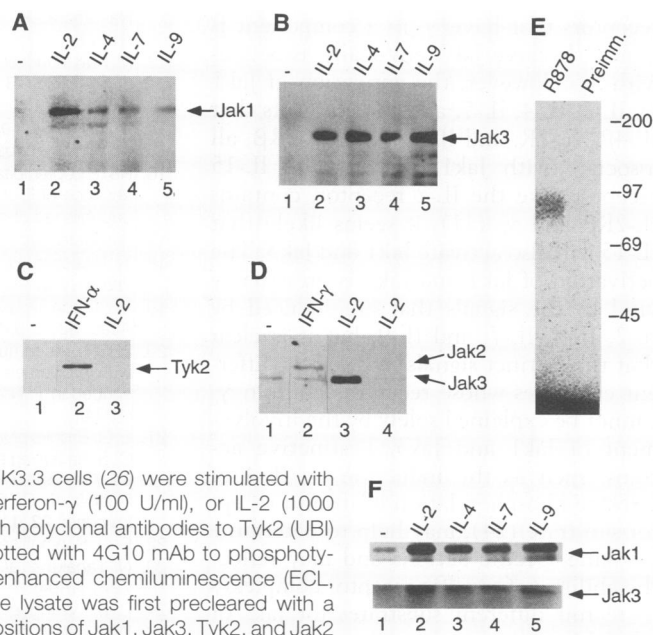 A
- IL-2 IL-4 IL-7 IL-9
Jak1
1 2 3 4 5
B
- IL-2 IL-4 IL-7 IL-9
Jak3
1 2 3 4 5
C
- IFN-α IL-2
Tyk2
1 2 3
D
- IFN-γ IL-2 IL-2
Jak2
Jak3
1 2 3 4
E
R878 Preimm.
-200
-97
-69
-45
K3.3 cells (26) were stimulated with
erferon-γ (100 U/ml), or IL-2 (1000
h polyclonal antibodies to Tyk2 (UBI)
otted with 4G10 mAb to phosphoty-
enhanced chemiluminescence (ECL,
e lysate was first precleared with a
ositions of Jak1, Jak3, Tyk2, and Jak2
F
- IL-2 IL-4 IL-7 IL-9
Jak1
Jak3
1 2 3 4 5